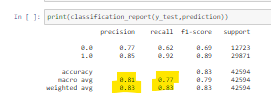 In [ ]: print(classification_report(y_test,prediction))
precision recall f1-score support
0.0 0.77 0.62 0.69 12723
1.0 0.85 0.92 0.89 29871
accuracy 0.83 42594
macro avg 0.81 0.77 0.79 42594
weighted avg 0.83 0.83 0.83 42594